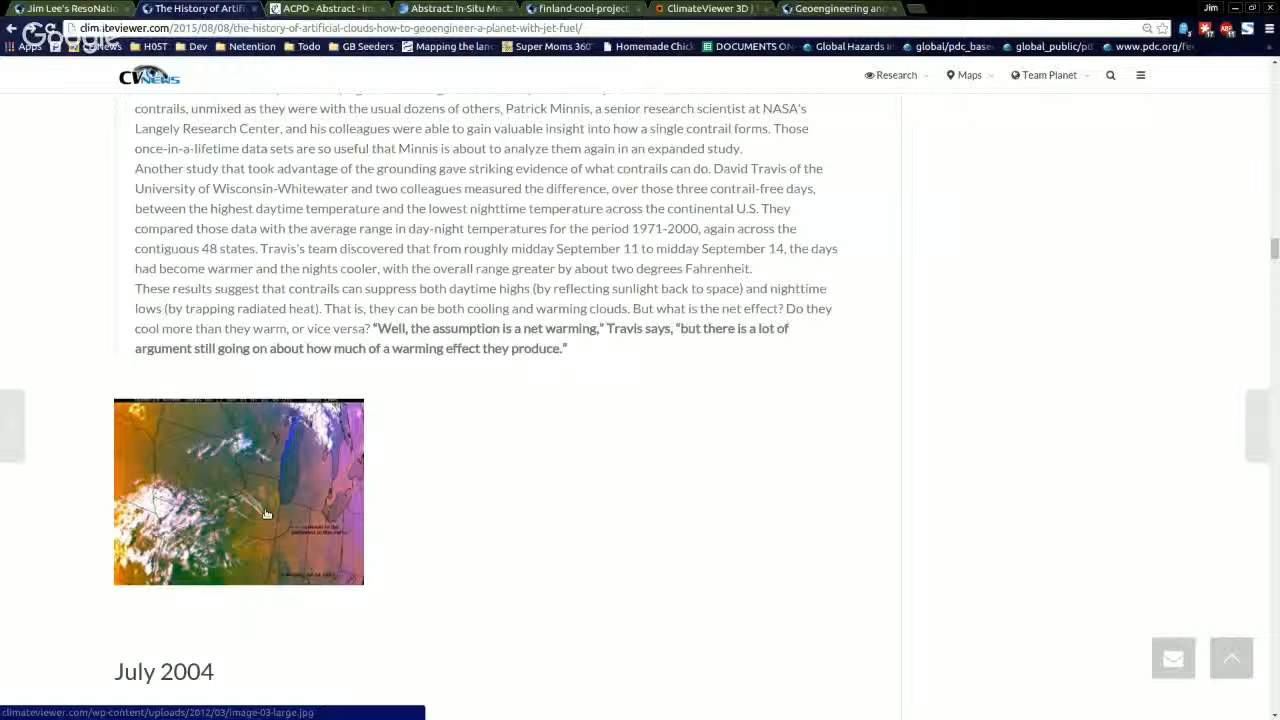 Jim Lee's ResoNatio
The History of Artifi
ACPD - Abstract - Im
Abstract: In-Situ Me
finland-cool-project
ClimateViewer 3D |
Geoengineering and
Jim
climateviewer.com/2015/08/08/the-history-of-artificial-clouds-how-to-geoengineer-a-planet-with-jet-fuel/
Google
Apps
News
H05T
Dev
Netention
Todo
GB Seeders
Mapping the lan
Super Moms 360°
Homemade Chick
DOCUMENTS O
Global Hazards I
global/pdc_base
global_public/pd
www.pdc.org/fe
CV NEWS
Research
Maps
Team Planet
contrails, unmixed as they were with the usual dozens of others, Patrick Minnis, a senior research scientist at NASA's
Langely Research Center, and his colleagues were able to gain valuable insight into how a single contrail forms. Those
once-in-a-lifetime data sets are so useful that Minnis is about to analyze them again in an expanded study.
Another study that took advantage of the grounding gave striking evidence of what contrails can do. David Travis of the
University of Wisconsin-Whitewater and two colleagues measured the difference, over those three contrail-free days,
between the highest daytime temperature and the lowest nighttime temperature across the continental U.S. They
compared those data with the average range in day-night temperatures for the period 1971-2000, again across the
contiguous 48 states. Travis's team discovered that from roughly midday September 11 to midday September 14, the days
had become warmer and the nights cooler, with the overall range greater by about two degrees Fahrenheit.
These results suggest that contrails can suppress both daytime highs (by reflecting sunlight back to space) and nighttime
lows (by trapping radiated heat). That is, they can be both cooling and warming clouds. But what is the net effect? Do they
cool more than they warm, or vice versa? “Well, the assumption is a net warming,” Travis says, “but there is a lot of
argument still going on about how much of a warming effect they produce.”
July 2004
climateviewer.com/wp-content/uploads/2012/03/image-03-large.jpg